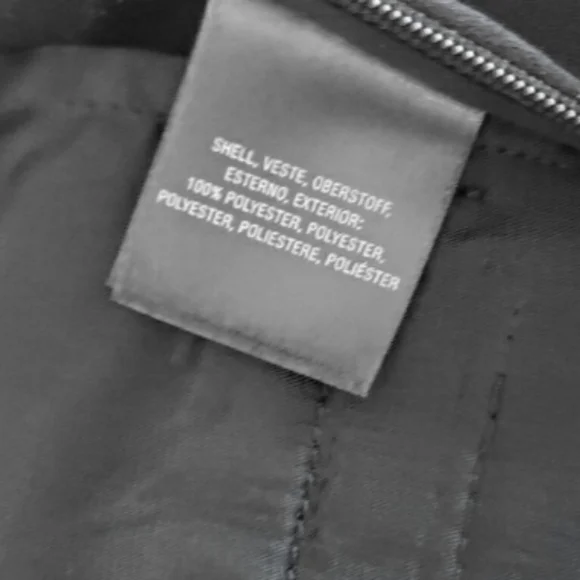 SHELL, VESTE, OBERSTOFF,
ESTERNO, EXTERIOR:
100% POLYESTER, POLYESTER,
POLYESTER, POLIESTERE, POLIÉSTER